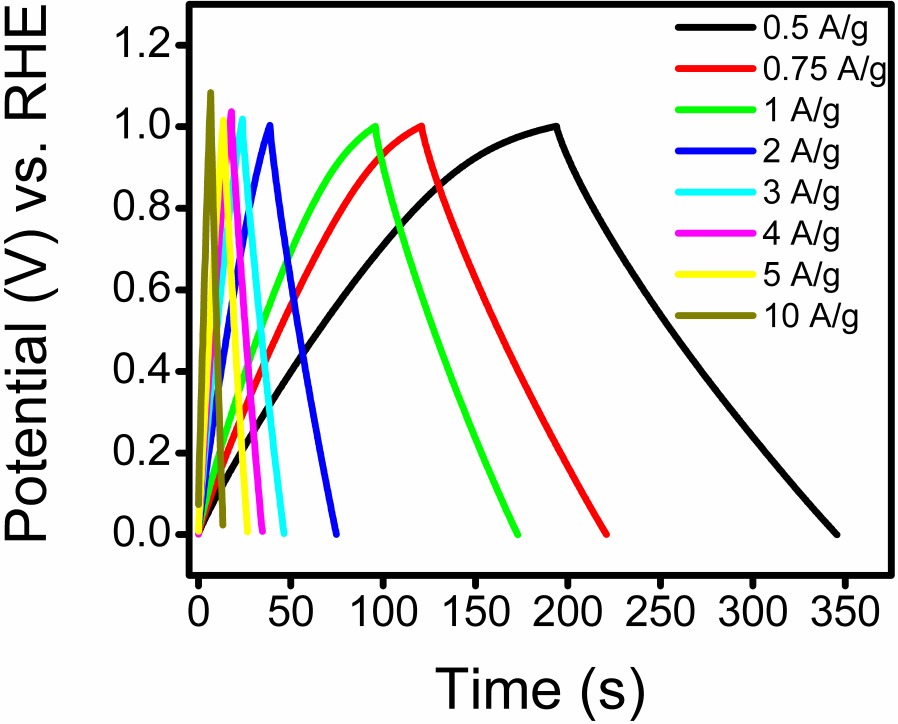 Potential (V) vs. RHE
1.2
1.0
0.8
0.6
0.4
0.2
0.0
0.5 A/g
0.75 A/g
1 A/g
2 A/g
3 A/g
4 A/g
5 A/g
10 A/g
0 50 100 150 200 250 300 350
Time (s)